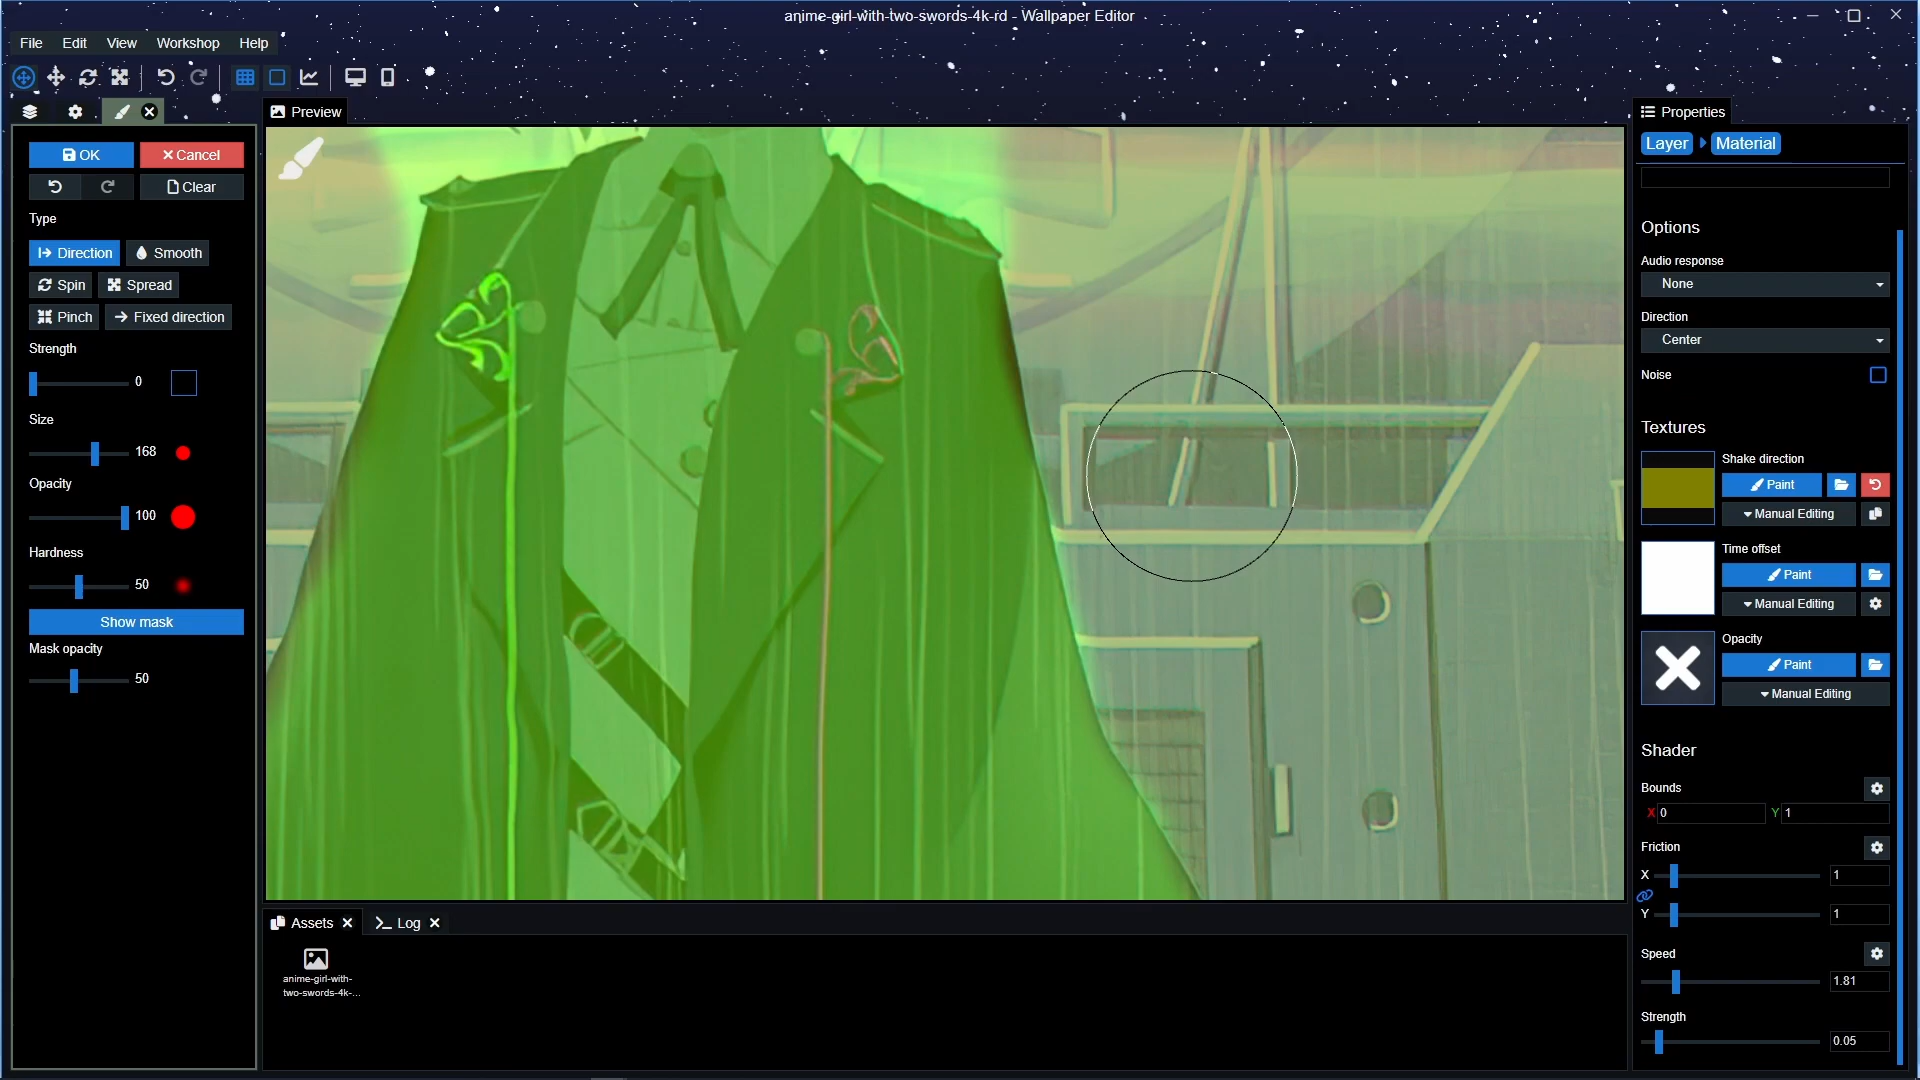 anime-girl-with-two-swords-4k-rd - Wallpaper Editor
File Edit View Workshop Help
Preview
Properties
OK
Cancel
Clear
Type
Direction Smooth
Spin Spread
Pinch Fixed direction
Strength
0
Size
168
Opacity
100
Hardness
50
Show mask
Mask opacity
50
Assets Log
anime-girl-with-
two-swords-4k-...
Layer Material
Options
Audio response
None
Direction
Center
Noise
Textures
Shake direction
Paint
Manual Editing
Time offset
Paint
Manual Editing
Opacity
Paint
Manual Editing
Shader
Bounds
X 0 Y 1
Friction
X 1
Y 1
Speed
1.81
Strength
0.05